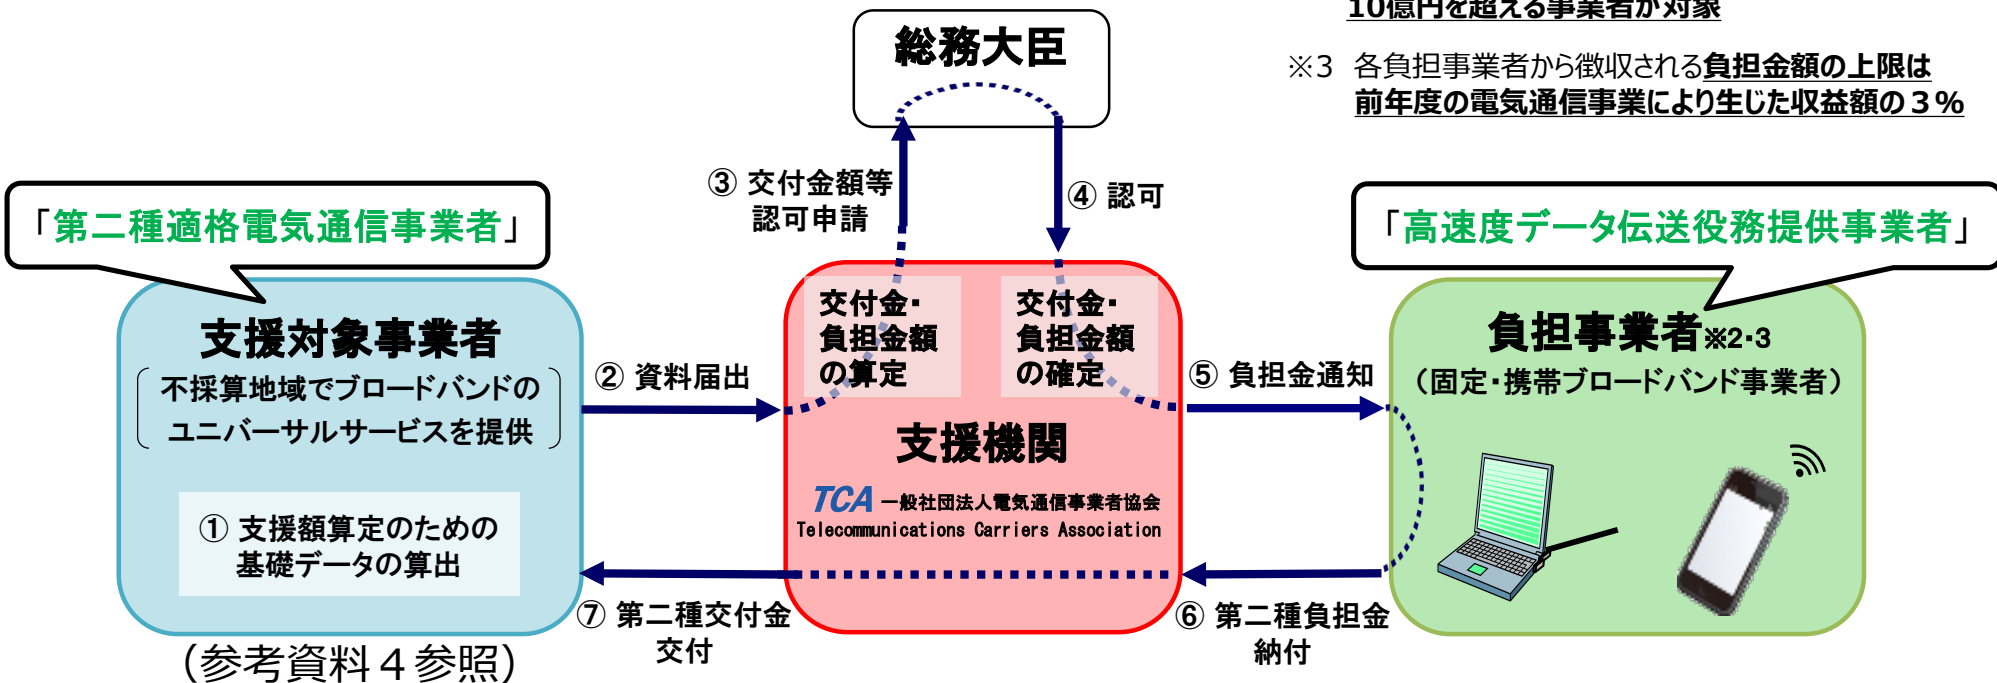 10億円を超える事業者が対象
※3 各負担事業者から徴収される負担金額の上限は
前年度の電気通信事業により生じた収益額の３％
総務大臣
③ 交付金額等
認可申請
④ 認可
「第二種適格電気通信事業者」
「高速度データ伝送役務提供事業者」
支援対象事業者
不採算地域でブロードバンドの
ユニバーサルサービスを提供
① 支援額算定のための
基礎データの算出
（参考資料４参照）
② 資料届出
交付金・
負担金額
の算定
交付金・
負担金額
の確定
支援機関
TCA 一般社団法人電気通信事業者協会
Telecommunications Carriers Association
⑤ 負担金通知
負担事業者※2・3
（固定・携帯ブロードバンド事業者）
⑥ 第二種負担金
納付
⑦ 第二種交付金
交付